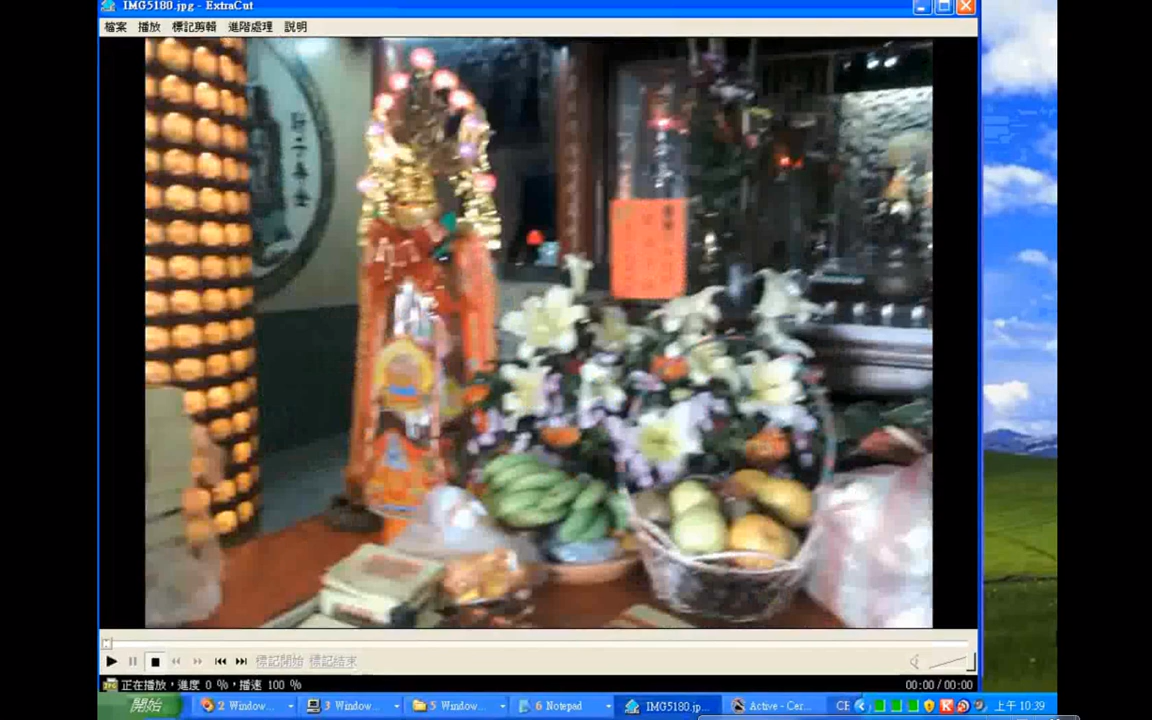 IMG5180.jpg - ExtraCut
檔案 播放 標記剪輯 進階處理 說明
標記開始 標記結束
正在播放，進度 0 %，播速 100 %
00:00 / 00:00
開始
2 Window...
3 Window...
5 Window...
6 Notepad
IMG5180.jp...
Active - Cer...
CH
上午 10:39